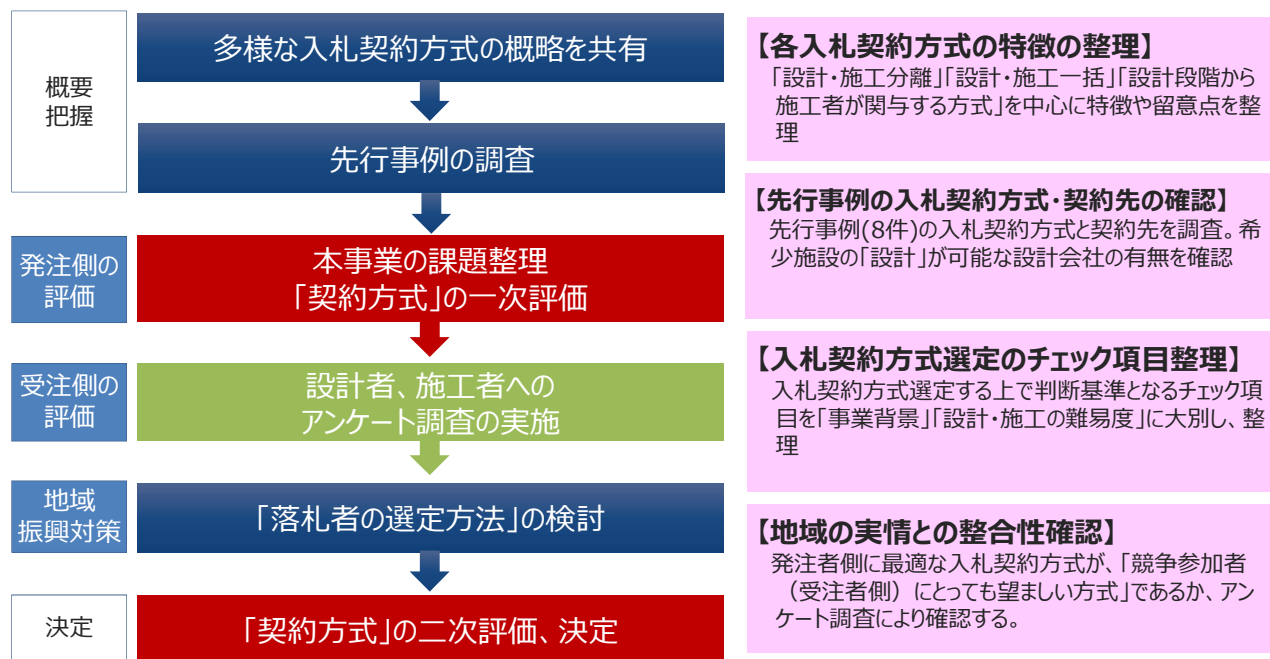 概要
把握
多様な入札契約方式の概略を共有
先行事例の調査
発注側の
評価
本事業の課題整理
「契約方式」の一次評価
受注側の
評価
設計者、施工者への
アンケート調査の実施
地域
振興対策
「落札者の選定方法」の検討
決定
「契約方式」の二次評価、決定
【各入札契約方式の特徴の整理】
「設計・施工分離」「設計・施工一括」「設計段階から
施工者が関与する方式」を中心に特徴や留意点を整
理
【先行事例の入札契約方式・契約先の確認】
先行事例(8件)の入札契約方式と契約先を調査。希
少施設の「設計」が可能な設計会社の有無を確認
【入札契約方式選定のチェック項目整理】
入札契約方式選定する上で判断基準となるチェック項
目を「事業背景」「設計・施工の難易度」に大別し、整
理
【地域の実情との整合性確認】
発注者側に最適な入札契約方式が、「競争参加者
（受注者側）にとっても望ましい方式」であるか、アン
ケート調査により確認する。